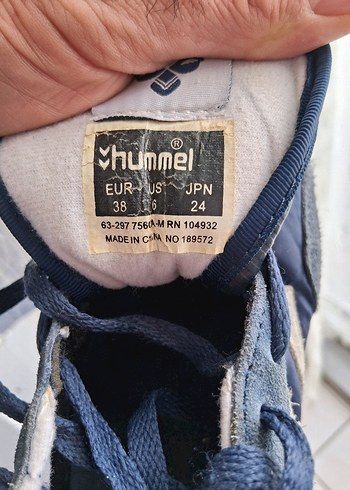 hummel®
EUR US JPN
38 6 24
63-297 7560 -M RN 104932
MADE IN CHINA NO 189572